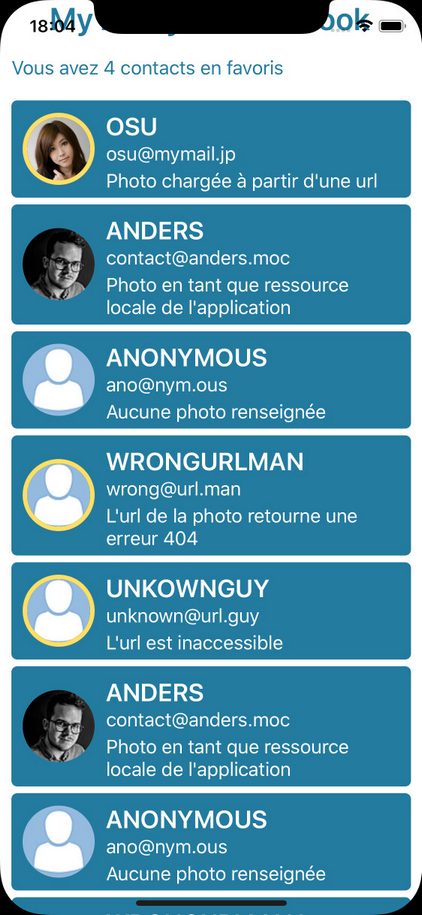 18:04
My
Vous avez 4 contacts en favoris
OSU
osu@mymail.jp
Photo chargée à partir d'une url
ANDERS
contact@anders.moc
Photo en tant que ressource
locale de l'application
ANONYMOUS
ano@nym.ous
Aucune photo renseignée
WRONGURLMAN
wrong@url.man
L'url de la photo retourne une
erreur 404
UNKOWNGUY
unknown@url.guy
L'url est inaccessible
ANDERS
contact@anders.moc
Photo en tant que ressource
locale de l'application
ANONYMOUS
ano@nym.ous
Aucune photo renseignée